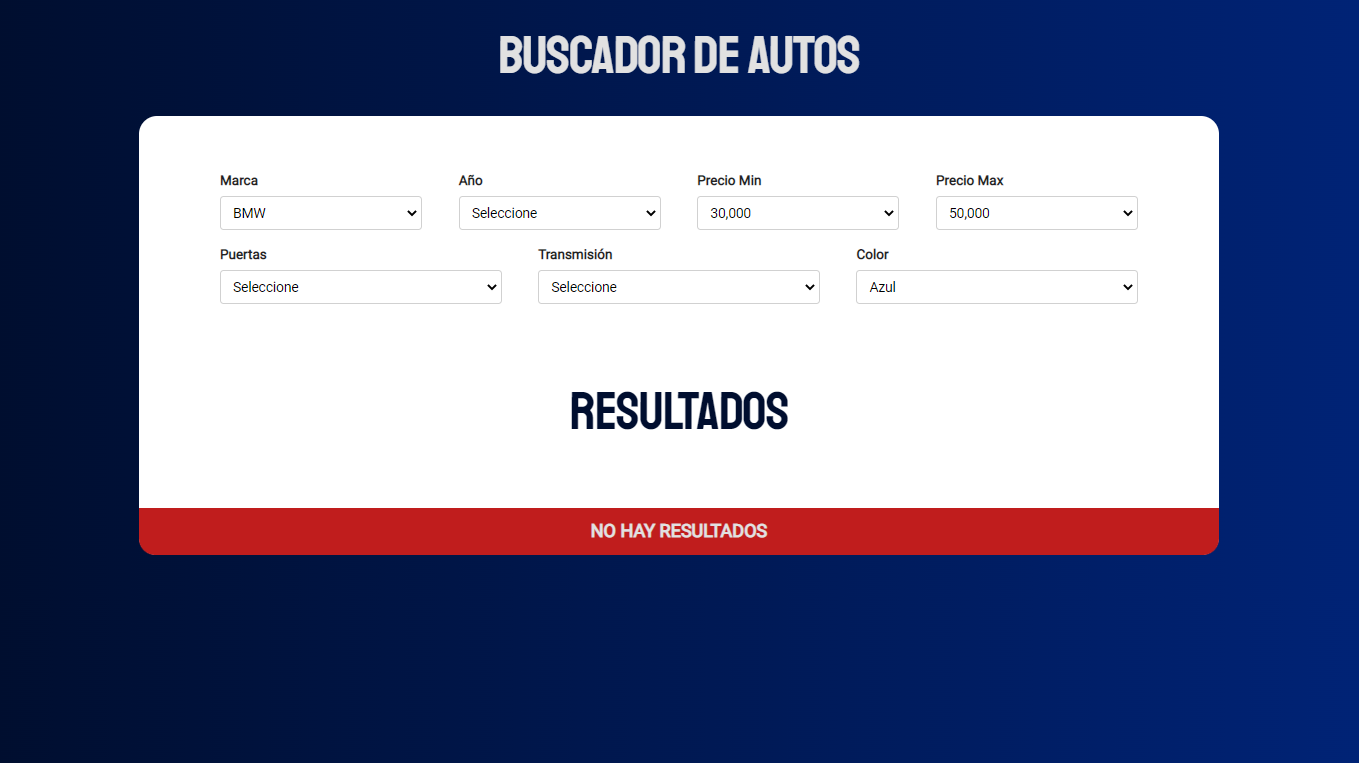 BUSCADOR DE AUTOS
Marca Año Precio Min Precio Max
BMW Seleccione 30,000 50,000
Puertas Transmisión Color
Seleccione Seleccione Azul
RESULTADOS
NO HAY RESULTADOS